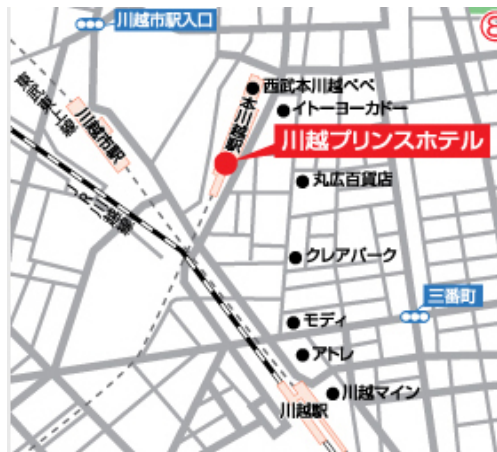 川越市駅入口
⑧
東武東上線
川越市駅
本川越駅
西武本川越ペペ
イトーヨーカドー
川越プリンスホテル
丸広百貨店
JR川越線
クレアパーク
三番町
モディ
アトレ
川越マイン
川越駅